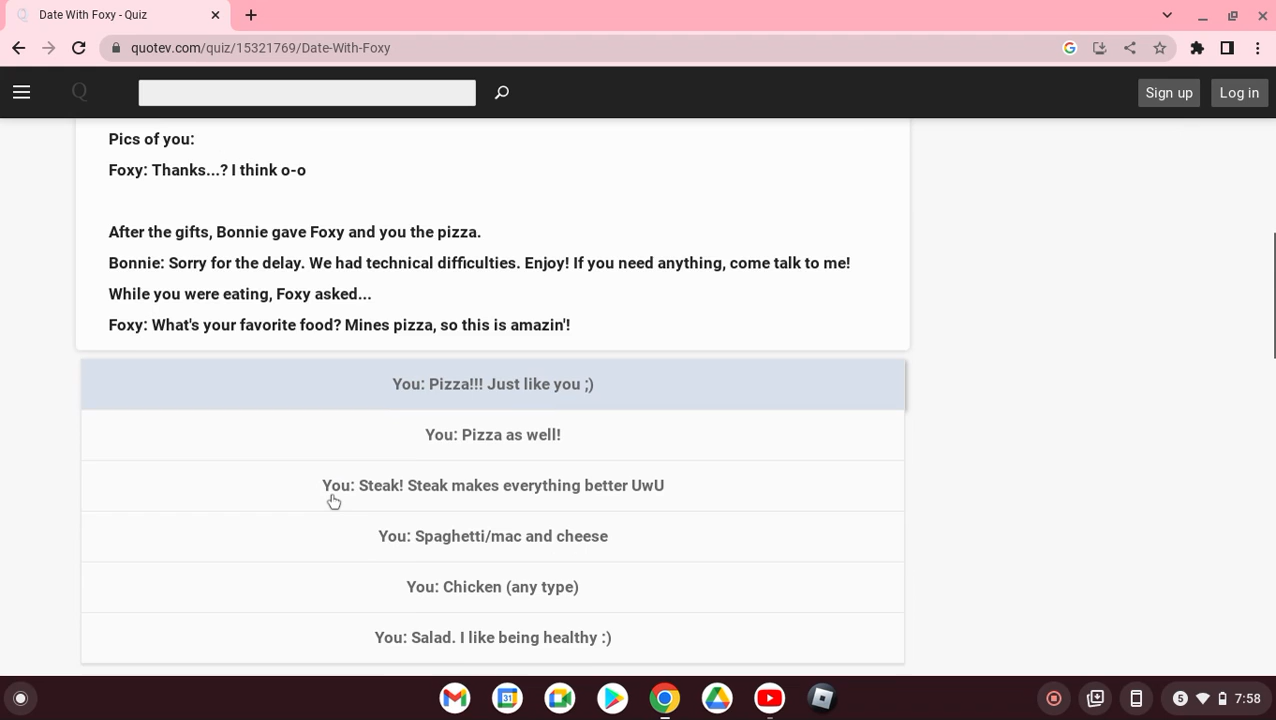 Date With Foxy - Quiz
quotev.com/quiz/15321769/Date-With-Foxy
Q
Sign up
Log in
Pics of you:
Foxy: Thanks...? I think o-o
After the gifts, Bonnie gave Foxy and you the pizza.
Bonnie: Sorry for the delay. We had technical difficulties. Enjoy! If you need anything, come talk to me!
While you were eating, Foxy asked...
Foxy: What's your favorite food? Mines pizza, so this is amazin'!
You: Pizza!!! Just like you ;)
You: Pizza as well!
You: Steak! Steak makes everything better UwU
You: Spaghetti/mac and cheese
You: Chicken (any type)
You: Salad. I like being healthy :)
31
5
7:58